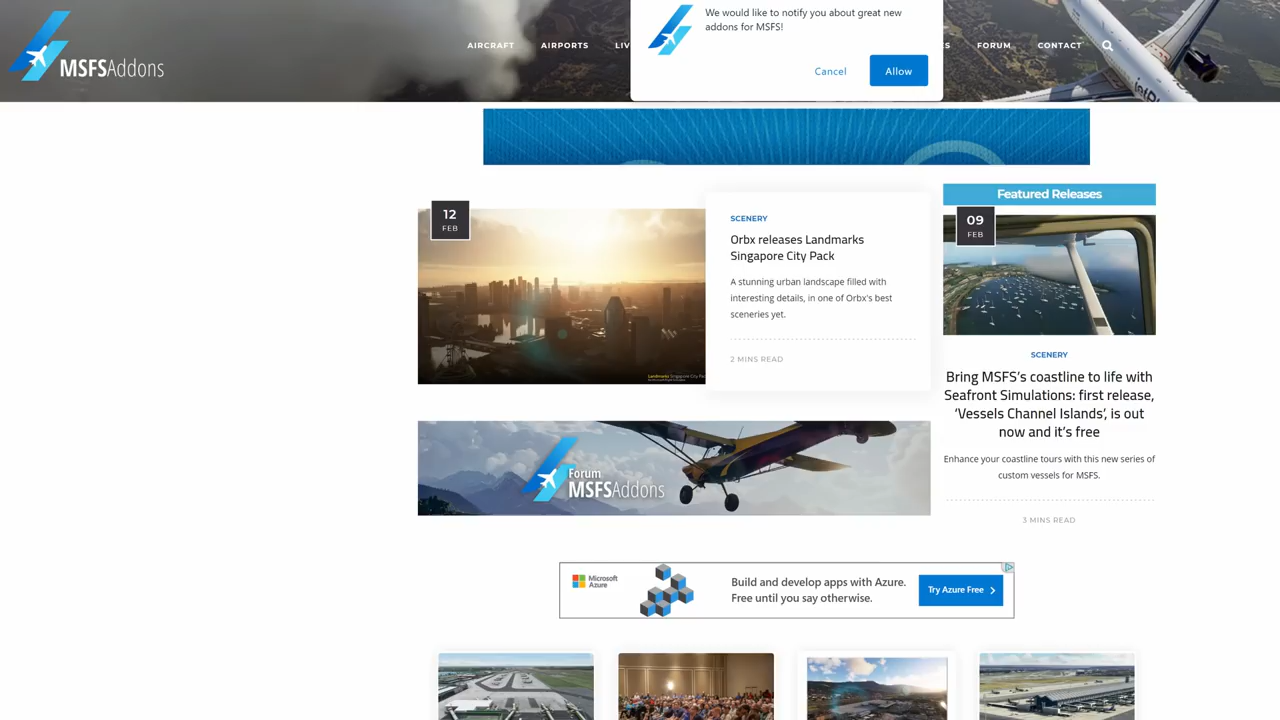 We would like to notify you about great new
addons for MSFS!
Cancel
Allow
MSFSAddons
AIRCRAFT
AIRPORTS
LIV
S
FORUM
CONTACT
12
FEB
SCENERY
Orbx releases Landmarks
Singapore City Pack
A stunning urban landscape filled with
interesting details, in one of Orbx's best
sceneries yet.
2 MINS READ
Featured Releases
09
FEB
SCENERY
Bring MSFS's coastline to life with
Seafront Simulations: first release,
'Vessels Channel Islands', is out
now and it's free
Enhance your coastline tours with this new series of
custom vessels for MSFS.
3 MINS READ
Forum
MSFSAddons
Microsoft
Azure
Build and develop apps with Azure.
Free until you say otherwise.
Try Azure Free